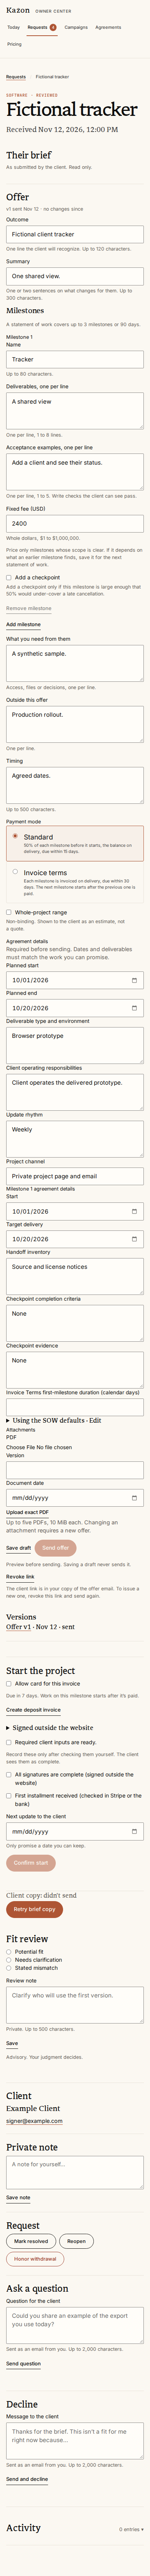 Kazon OWNER CENTER
Today Requests 8 Campaigns Agreements
Pricing
Requests Fictional tracker
SOFTWARE · REVIEWED
Fictional tracker
Received Nov 12, 2026, 12:00 PM
Their brief
As submitted by the client. Read only.
Offer
v1 sent Nov 12 · no changes since
Outcome
Fictional client tracker
One line the client will recognize. Up to 120 characters.
Summary
One shared view.
One or two sentences on what changes for them. Up to
300 characters.
Milestones
A statement of work covers up to 3 milestones or 90 days.
Milestone 1
Name
Tracker
Up to 80 characters.
Deliverables, one per line
A shared view
One per line, 1 to 8 lines.
Acceptance examples, one per line
Add a client and see their status.
One per line, 1 to 5. Write checks the client can see pass.
Fixed fee (USD)
2400
Whole dollars, $1 to $1,000,000.
Price only milestones whose scope is clear. If it depends
on what an earlier milestone finds, save it for the next
statement of work.
Add a checkpoint
Add a checkpoint only if this milestone is large enough that
50% would under-cover a late cancellation.
Remove milestone
Add milestone
What you need from them
A synthetic sample.
Access, files or decisions, one per line.
Outside this offer
Production rollout.
One per line.
Timing
Agreed dates.
Up to 500 characters.
Payment mode
Standard
50% of each milestone before it starts, the balance on
delivery, due within 15 days.
Invoice terms
Each milestone is invoiced on delivery, due within 30
days. The next milestone starts after the previous one is
paid.
Whole-project range
Non-binding. Shown to the client as an estimate, not
a quote.
Agreement details
Required before sending. Dates and deliverables
must match the work you can promise.
Planned start
10/01/2026
Planned end
10/20/2026
Deliverable type and environment
Browser prototype
Client operating responsibilities
Client operates the delivered prototype.
Update rhythm
Weekly
Project channel
Private project page and email
Milestone 1 agreement details
Start
10/01/2026
Target delivery
10/20/2026
Handoff Inventory
Source and license notices
Checkpoint completion criteria
None
Checkpoint evidence
None
Invoice Terms first-milestone duration (calendar days)
Using the SOW defaults · Edit
Attachments
PDF
Choose File No file chosen
Version
Document date
mm/dd/yyyy
Upload exact PDF
Up to five PDFs, 10 MiB each. Changing an
attachment requires a new offer.
Save draft Send offer
Preview before sending. Saving a draft never sends it.
Revoke link
The client link is in your copy of the offer email. To issue a
new one, revoke this link and send again.
Versions
Offer v1 · Nov 12 · sent
Start the project
Allow card for this invoice
Due in 7 days. Work on this milestone starts after it's paid.
Create deposit invoice
Signed outside the website
Required client inputs are ready.
Record these only after checking them yourself. The client
sees them as complete.
All signatures are complete (signed outside the
website)
First installment received (checked in Stripe or the
bank)
Next update to the client
mm/dd/yyyy
Only promise a date you can keep.
Confirm start
Client copy: didn't send
Retry brief copy
Fit review
Potential fit
Needs clarification
Stated mismatch
Review note
Clarify who will use the first version.
Private. Up to 500 characters.
Save
Advisory. Your judgment decides.
Client
Example Client
signer@example.com
Private note
A note for yourself...
Save note
Request
Mark resolved Reopen
Honor withdrawal
Ask a question
Question for the client
Could you share an example of the export
you use today?
Sent as an email from you. Up to 2,000 characters.
Send question
Decline
Message to the client
Thanks for the brief. This isn't a fit for me
right now because...
Sent as an email from you. Up to 2,000 characters.
Send and decline
Activity 0 entries